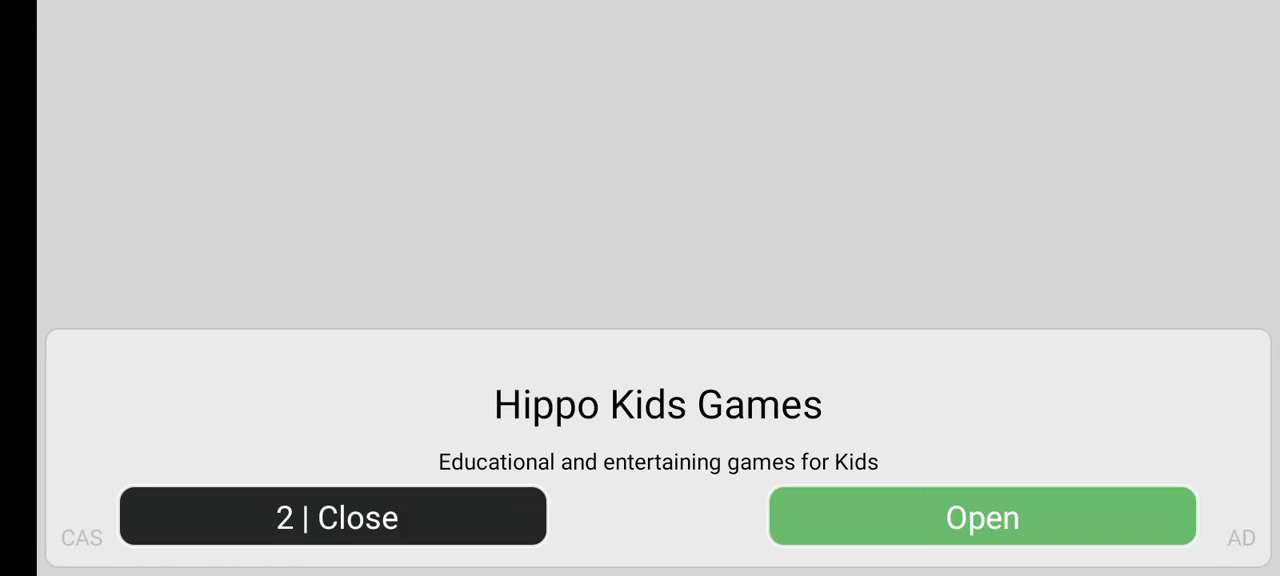 Hippo Kids Games
Educational and entertaining games for Kids
2 | Close
Open
CAS
AD